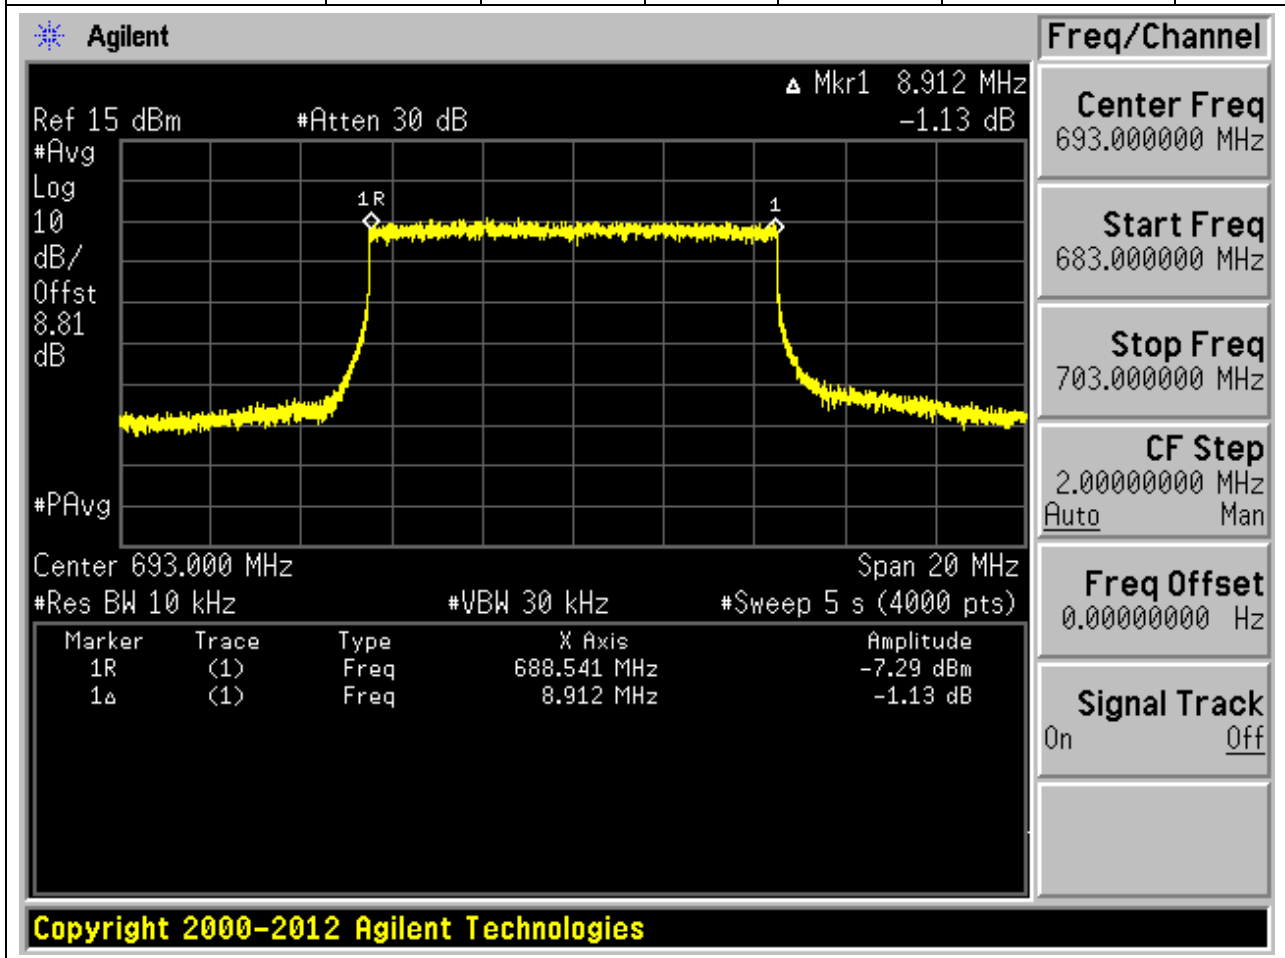 Agilent
Freq/Channel
Δ Mkr1 8.912 MHz
Ref 15 dBm #Atten 30 dB -1.13 dB
#Avg
Log
10
dB/
Offst
8.81
dB
1R
1
#PAvg
Center 693.000 MHz Span 20 MHz
#Res BW 10 kHz #VBW 30 kHz #Sweep 5 s (4000 pts)
Marker Trace Type X Axis Amplitude
1R (1) Freq 688.541 MHz -7.29 dBm
1Δ (1) Freq 8.912 MHz -1.13 dB
Center Freq
693.000000 MHz
Start Freq
683.000000 MHz
Stop Freq
703.000000 MHz
CF Step
2.00000000 MHz
Auto Man
Freq Offset
0.00000000 Hz
Signal Track
On Off
Copyright 2000-2012 Agilent Technologies